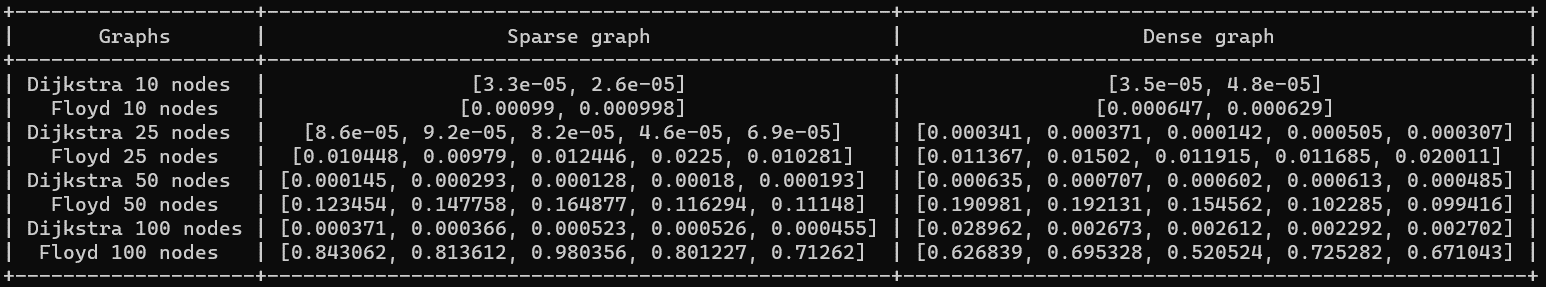 Graphs | Sparse graph | Dense graph
Dijkstra 10 nodes | [3.3e-05, 2.6e-05] | [3.5e-05, 4.8e-05]
Floyd 10 nodes | [0.00099, 0.000998] | [0.000647, 0.000629]
Dijkstra 25 nodes | [8.6e-05, 9.2e-05, 8.2e-05, 4.6e-05, 6.9e-05] | [0.000341, 0.000371, 0.000142, 0.000505, 0.000307]
Floyd 25 nodes | [0.010448, 0.00979, 0.012446, 0.0225, 0.010281] | [0.011367, 0.01502, 0.011915, 0.011685, 0.020011]
Dijkstra 50 nodes | [0.000145, 0.000293, 0.000128, 0.00018, 0.000193] | [0.000635, 0.000707, 0.000602, 0.000613, 0.000485]
Floyd 50 nodes | [0.123454, 0.147758, 0.164877, 0.116294, 0.11148] | [0.190981, 0.192131, 0.154562, 0.102285, 0.099416]
Dijkstra 100 nodes | [0.000371, 0.000366, 0.000523, 0.000526, 0.000455] | [0.028962, 0.002673, 0.002612, 0.002292, 0.002702]
Floyd 100 nodes | [0.843062, 0.813612, 0.980356, 0.801227, 0.71262] | [0.626839, 0.695328, 0.520524, 0.725282, 0.671043]